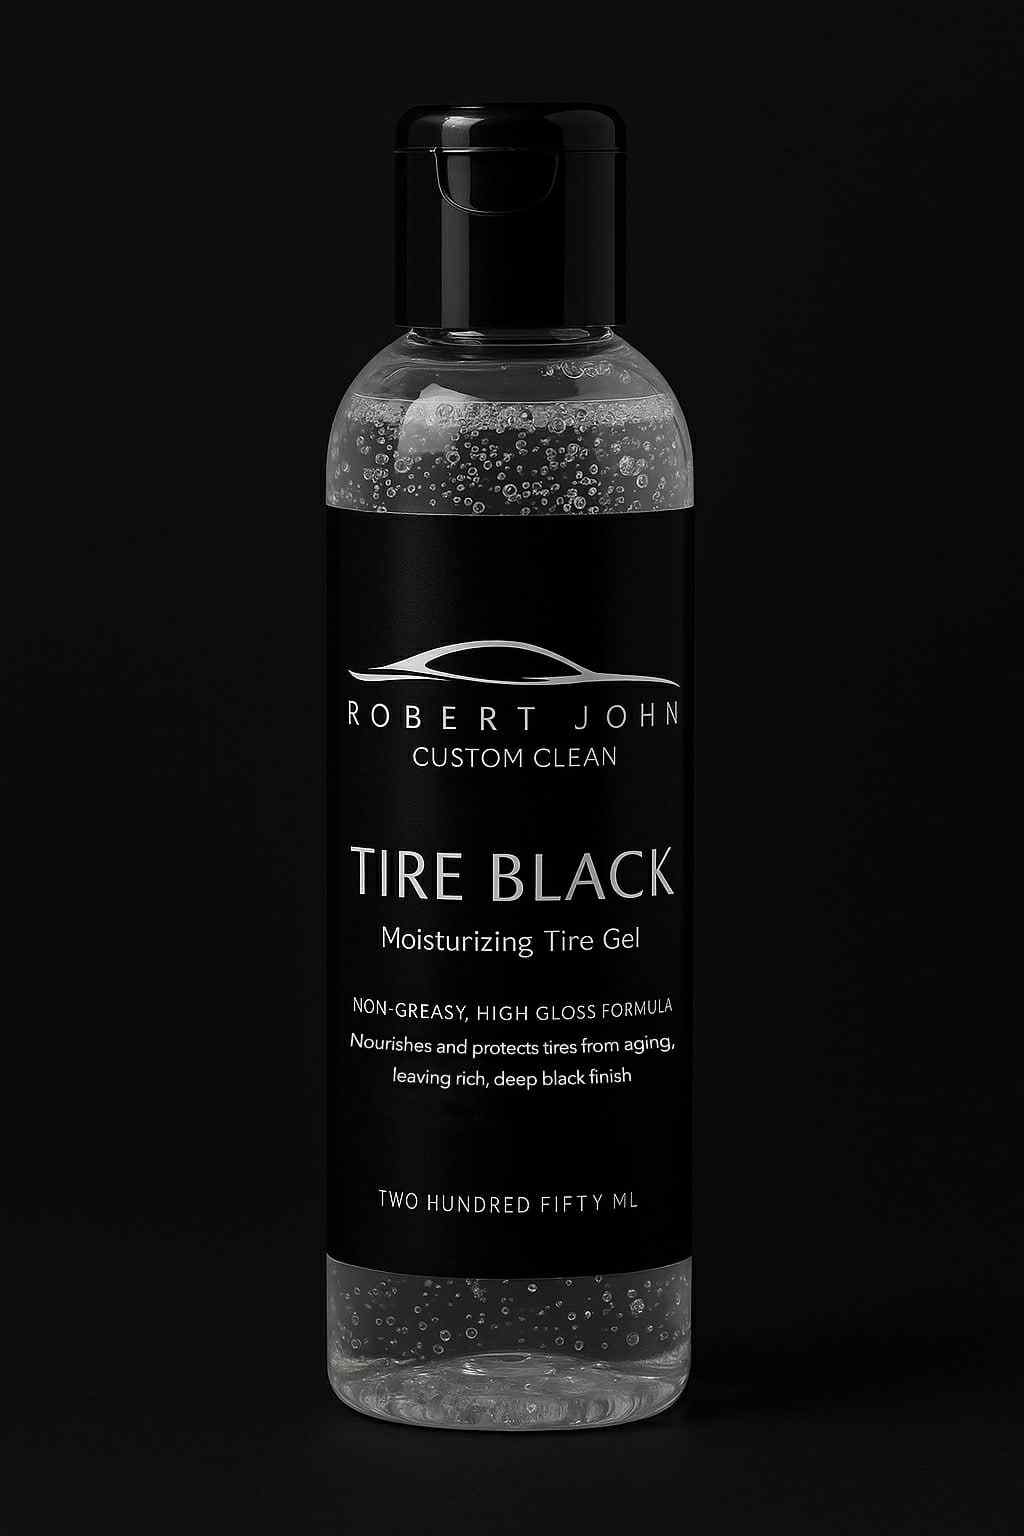 ROBERT JOHN
CUSTOM CLEAN
TIRE BLACK
Moisturizing Tire Gel
NON-GREASY, HIGH GLOSS FORMULA
Nourishes and protects tires from aging,
leaving rich, deep black finish
TWO HUNDRED FIFTY ML